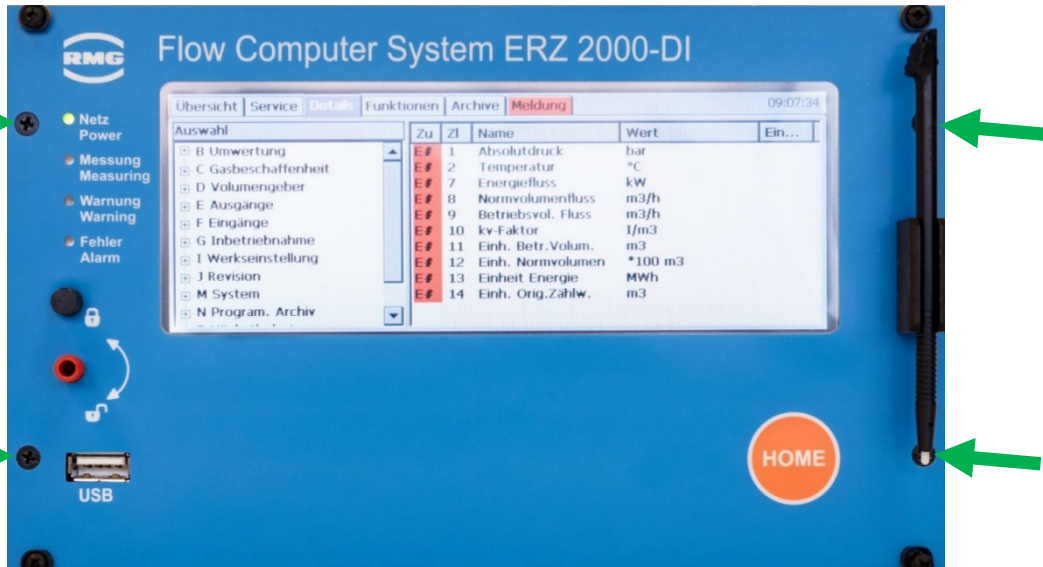 RMG
Flow Computer System ERZ 2000-DI
Übersicht Service Details Funktionen Archive Meldung 09:07:34
Auswahl
B Umwertung
C Gasbeschaffenheit
D Volumengeber
E Ausgänge
F Eingänge
G Inbetriebnahme
I Werkseinstellung
J Revision
M System
N Program. Archiv
Zu Zl Name Wert Ein...
E# 1 Absolutdruck bar
E# 2 Temperatur °C
E# 7 Energiefluss kW
E# 8 Normvolumenfluss m3/h
E# 9 Betriebsvol. Fluss m3/h
E# 10 kv-Faktor I/m3
E# 11 Einh. Betr.Volum. m3
E# 12 Einh. Normvolumen *100 m3
E# 13 Einheit Energie MWh
E# 14 Einh. Orig.Zählw. m3
Netz
Power
Messung
Measuring
Warnung
Warning
Fehler
Alarm
USB
HOME